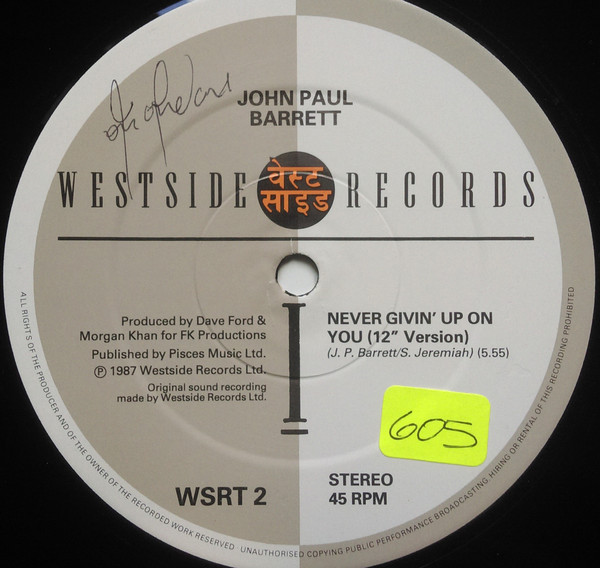 JOHN PAUL
BARRETT
WESTSIDE वेस्ट साइड RECORDS
Produced by Dave Ford &
Morgan Khan for FK Productions
Published by Pisces Music Ltd.
Ⓟ 1987 Westside Records Ltd.
Original sound recording
made by Westside Records Ltd.
I
NEVER GIVIN' UP ON
YOU (12" Version)
(J. P. Barrett/S. Jeremiah) (5.55)
605
WSRT 2
STEREO
45 RPM
ALL RIGHTS OF THE PRODUCER AND OF THE OWNER OF THE RECORDED WORK RESERVED · UNAUTHORISED COPYING PUBLIC PERFORMANCE BROADCASTING HIRING OR RENTAL OF THIS RECORDING PROHIBITED